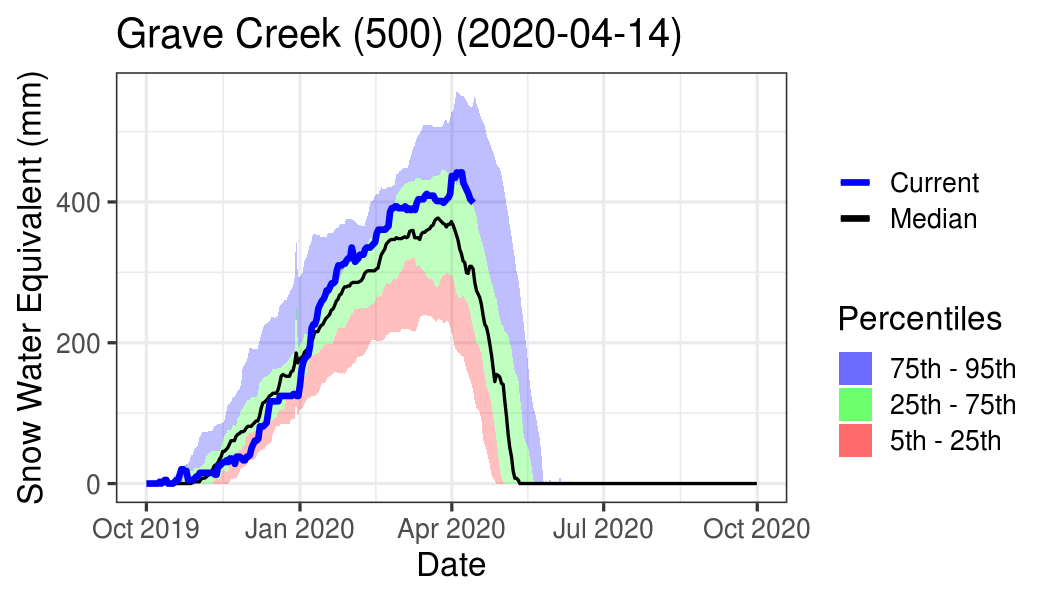 Grave Creek (500) (2020-04-14)
Snow Water Equivalent (mm)
400
200
0
Oct 2019 Jan 2020 Apr 2020 Jul 2020 Oct 2020
Date
Current
Median
Percentiles
75th - 95th
25th - 75th
5th - 25th